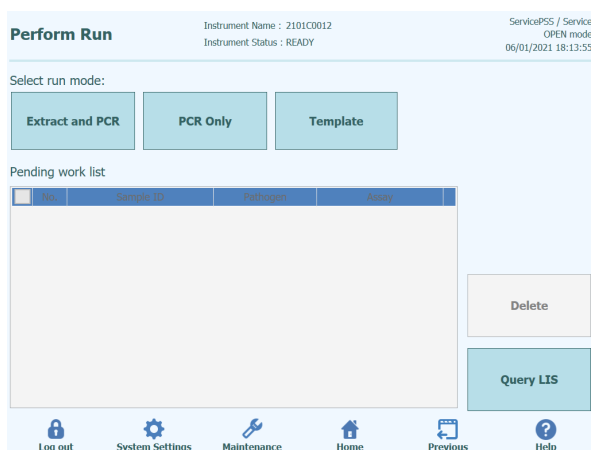 Perform Run
Instrument Name : 2101C0012
Instrument Status : READY
ServicePSS / Service
OPEN mode
06/01/2021 18:13:55
Select run mode:
Extract and PCR
PCR Only
Template
Pending work list
No Sample ID Pathogen Assay
Delete
Query LIS
Log out System Settings Maintenance Home Previous Help